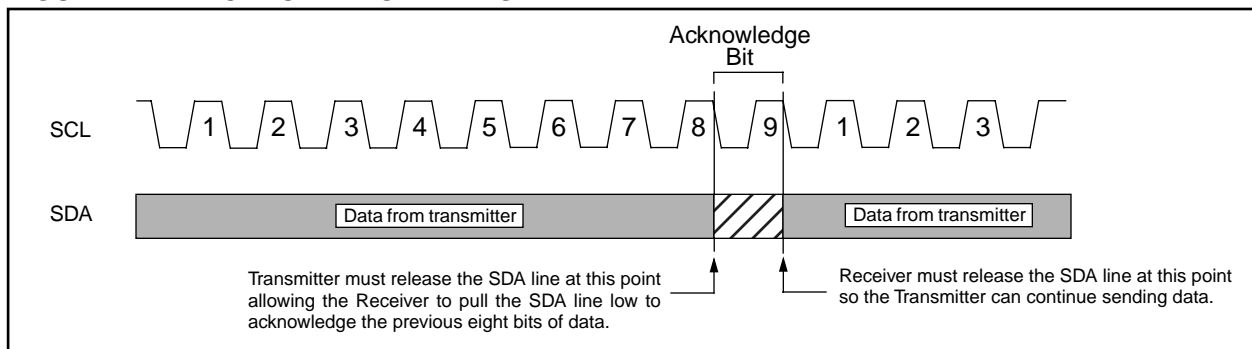 Acknowledge
Bit
SCL
1 2 3 4 5 6 7 8 9 1 2 3
SDA
Data from transmitter
Data from transmitter
Transmitter must release the SDA line at this point
allowing the Receiver to pull the SDA line low to
acknowledge the previous eight bits of data.
Receiver must release the SDA line at this point
so the Transmitter can continue sending data.